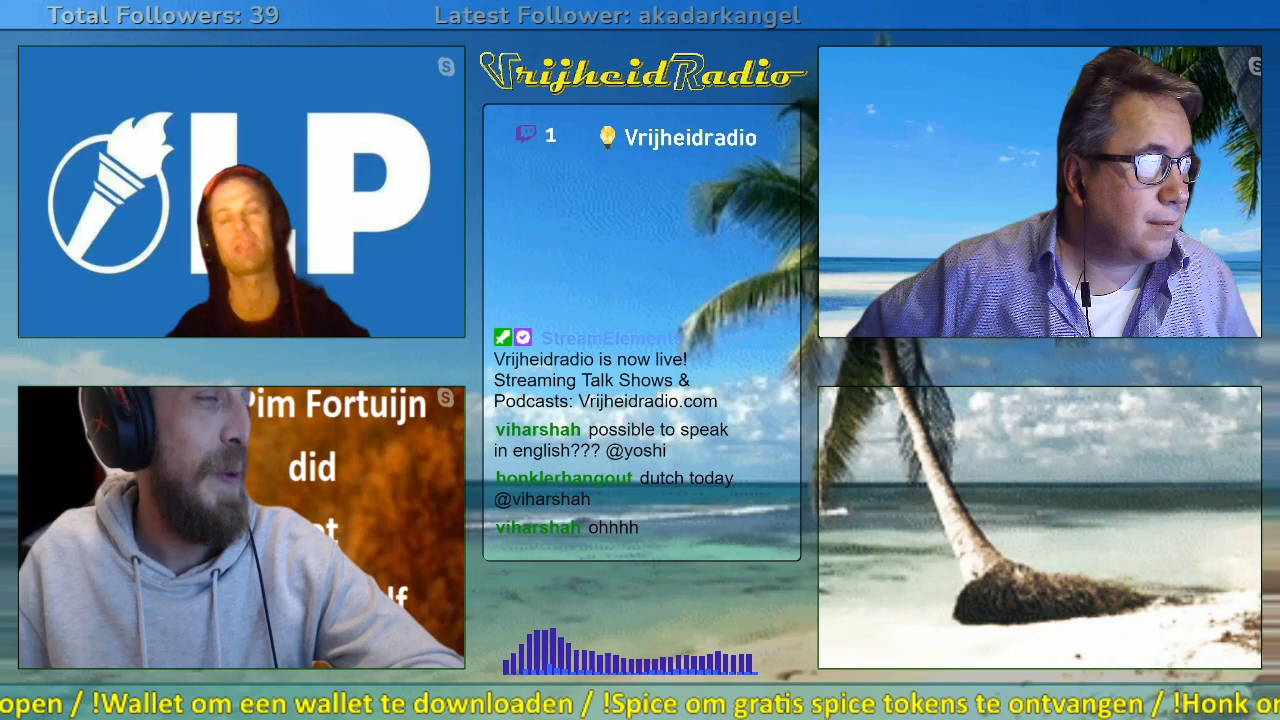 Total Followers: 39
Latest Follower: akadarkangel
VrijheidRadio
1
Vrijheidradio
LP
StreamElements
Vrijheidradio is now live!
Streaming Talk Shows &
Podcasts: Vrijheidradio.com
viharshah possible to speak
in english??? @yoshi
honklerhangout dutch today
@viharshah
viharshah ohhhh
Pim Fortuijn
did
open / !Wallet om een wallet te downloaden / !Spice om gratis spice tokens te ontvangen / !Honk